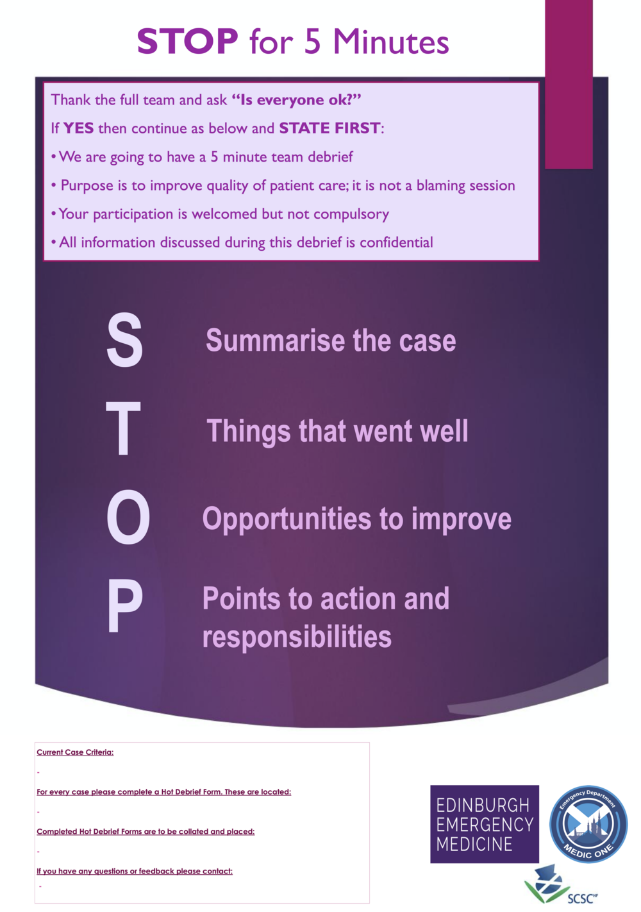 STOP for 5 Minutes
Thank the full team and ask “Is everyone ok?”
If YES then continue as below and STATE FIRST:
• We are going to have a 5 minute team debrief
• Purpose is to improve quality of patient care; it is not a blaming session
• Your participation is welcomed but not compulsory
• All information discussed during this debrief is confidential
S Summarise the case
T Things that went well
O Opportunities to improve
P Points to action and
responsibilities
Current Case Criteria:
-
For every case please complete a Hot Debrief Form. These are located:
-
Completed Hot Debrief Forms are to be collated and placed:
-
If you have any questions or feedback please contact:
-
EDINBURGH
EMERGENCY
MEDICINE
Emergency Department
MEDIC ONE
SCSC